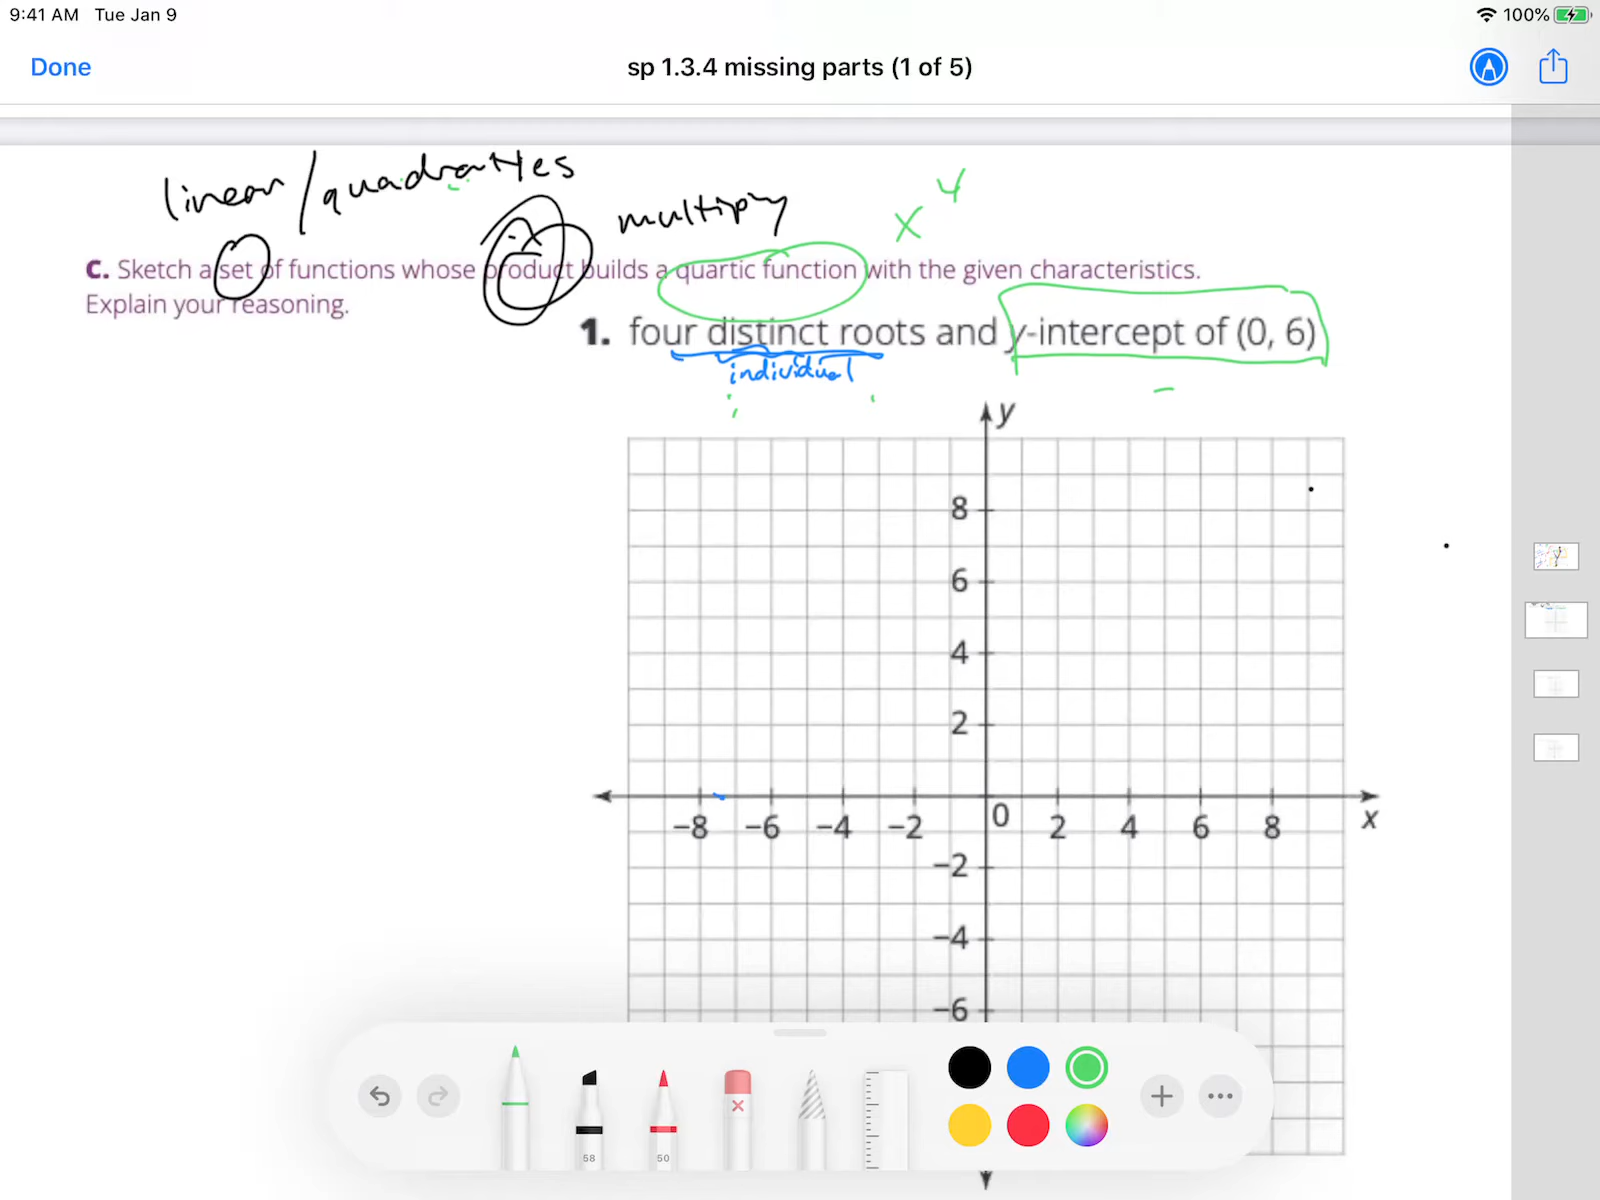 9:41 AM Tue Jan 9
100%
Done
sp 1.3.4 missing parts (1 of 5)
linear/quadratics
multiply
x⁴
C. Sketch a set of functions whose product builds a quartic function with the given characteristics.
Explain your reasoning.
1. four distinct roots and y-intercept of (0, 6)
individual
y
8
6
4
2
-8 -6 -4 -2 0 2 4 6 8 x
-2
-4
-6
58 50